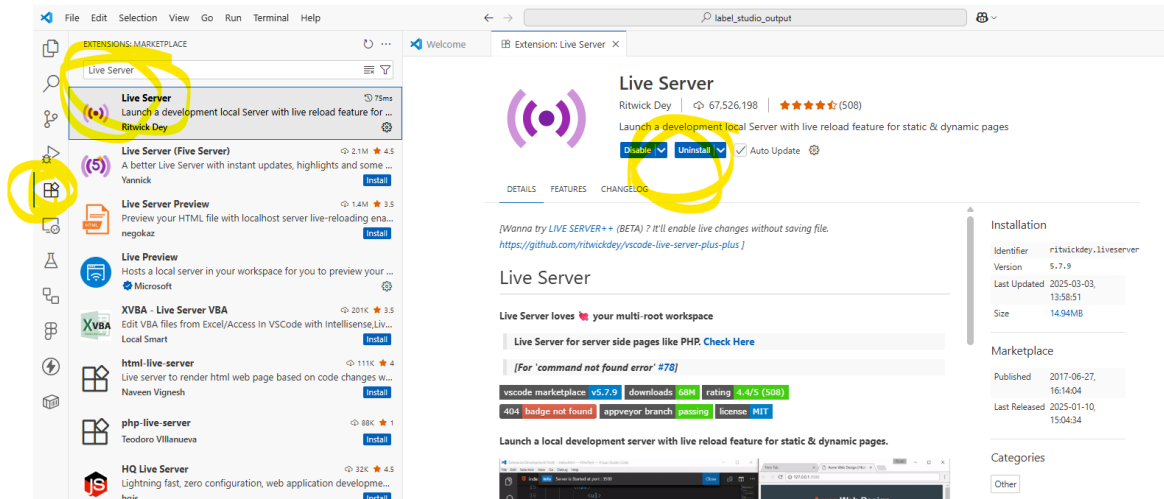 File Edit Selection View Go Run Terminal Help
label_studio_output
EXTENSIONS: MARKETPLACE
Live Server
Live Server 75ms
Launch a development local Server with live reload feature for ...
Ritwick Dey
Live Server (Five Server) 2.1M 4.5
A better Live Server with instant updates, highlights and some ...
Yannick Install
Live Server Preview 1.4M 3.5
Preview your HTML file with localhost server live-reloading ena...
negokaz Install
Live Preview
Hosts a local server in your workspace for you to preview your ...
Microsoft
XVBA - Live Server VBA 201K 3.5
Edit VBA files from Excel/Access In VSCode with Intellisense,Liv...
Local Smart Install
html-live-server 111K 4
Live server to render html web page based on code changes w...
Naveen Vignesh Install
php-live-server 88K 1
Teodoro VIllanueva Install
HQ Live Server 32K 4.5
Lightning fast, zero configuration, web application developme...
hqjs Install
Welcome
Extension: Live Server
Live Server
Ritwick Dey 67,526,198 (508)
Launch a development local Server with live reload feature for static & dynamic pages
Disable Uninstall Auto Update
DETAILS FEATURES CHANGELOG
[Wanna try LIVE SERVER++ (BETA) ? It'll enable live changes without saving file.
https://github.com/ritwickdey/vscode-live-server-plus-plus ]
Live Server
Live Server loves your multi-root workspace
Live Server for server side pages like PHP. Check Here
[For 'command not found error' #78]
vscode marketplace v5.7.9 downloads 68M rating 4.4/5 (508)
404 badge not found appveyor branch passing license MIT
Launch a local development server with live reload feature for static & dynamic pages.
Installation
Identifier ritwickdey.liveserver
Version 5.7.9
Last Updated 2025-03-03,
13:58:51
Size 14.94MB
Marketplace
Published 2017-06-27,
16:14:04
Last Released 2025-01-10,
15:04:34
Categories
Other